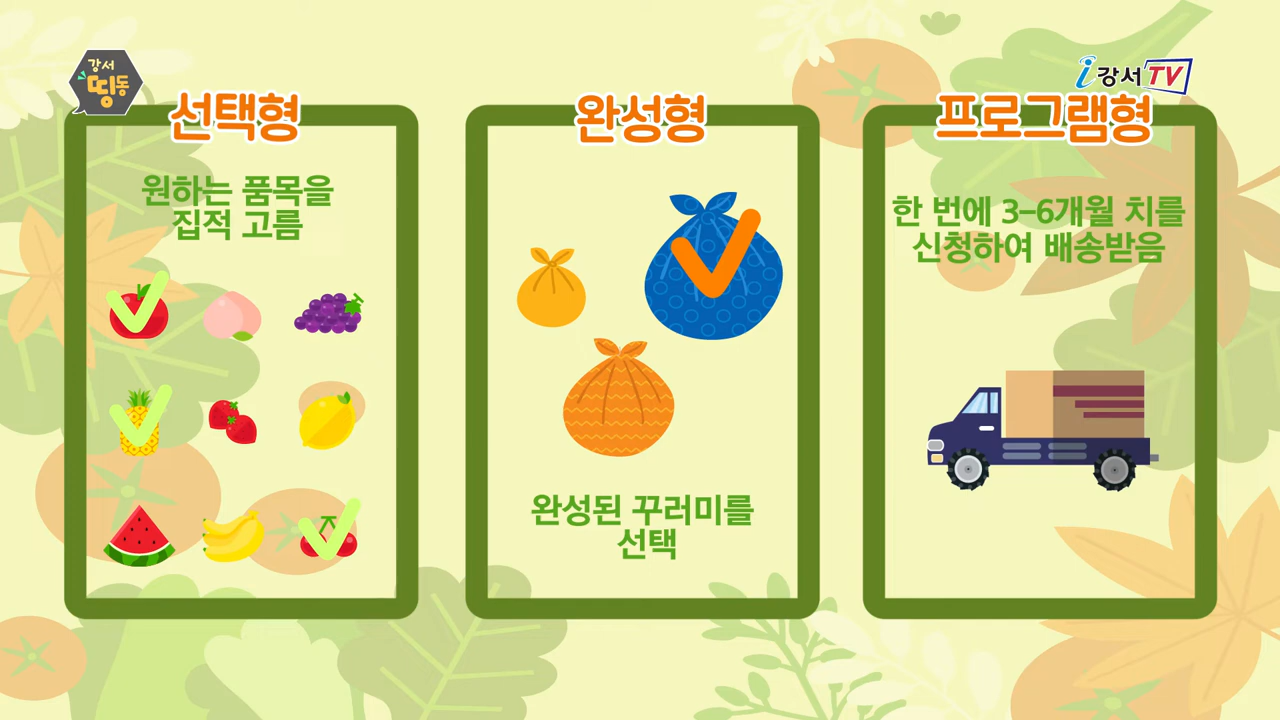 강서
띵동
i강서TV
선택형
원하는 품목을
집적 고름
완성형
완성된 꾸러미를
선택
프로그램형
한 번에 3-6개월 치를
신청하여 배송받음